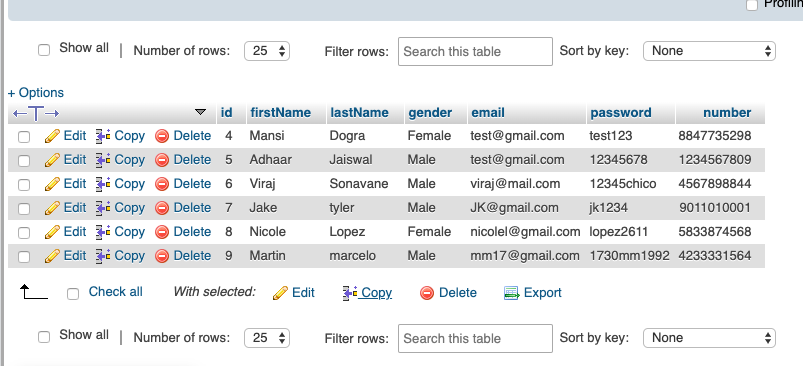 Profilin
Show all | Number of rows: 25 Filter rows: Search this table Sort by key: None
+ Options
←T→ id firstName lastName gender email password number
Edit Copy Delete 4 Mansi Dogra Female test@gmail.com test123 8847735298
Edit Copy Delete 5 Adhaar Jaiswal Male test@gmail.com 12345678 1234567809
Edit Copy Delete 6 Viraj Sonavane Male viraj@mail.com 12345chico 4567898844
Edit Copy Delete 7 Jake tyler Male JK@gmail.com jk1234 9011010001
Edit Copy Delete 8 Nicole Lopez Female nicolel@gmail.com lopez2611 5833874568
Edit Copy Delete 9 Martin marcelo Male mm17@gmail.com 1730mm1992 4233331564
Check all With selected: Edit Copy Delete Export
Show all | Number of rows: 25 Filter rows: Search this table Sort by key: None